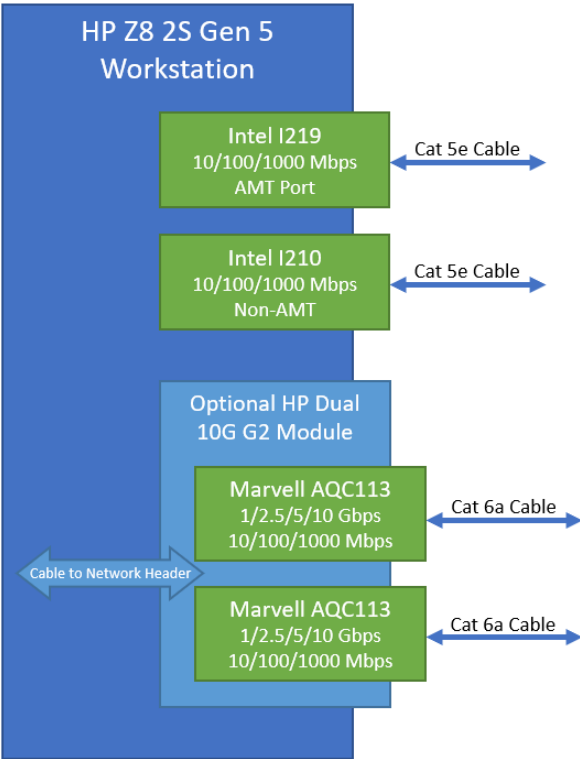 HP Z8 2S Gen 5
Workstation
Intel I219
10/100/1000 Mbps
AMT Port
Cat 5e Cable
Intel I210
10/100/1000 Mbps
Non-AMT
Cat 5e Cable
Optional HP Dual
10G G2 Module
Marvell AQC113
1/2.5/5/10 Gbps
10/100/1000 Mbps
Cat 6a Cable
Cable to Network Header
Marvell AQC113
1/2.5/5/10 Gbps
10/100/1000 Mbps
Cat 6a Cable